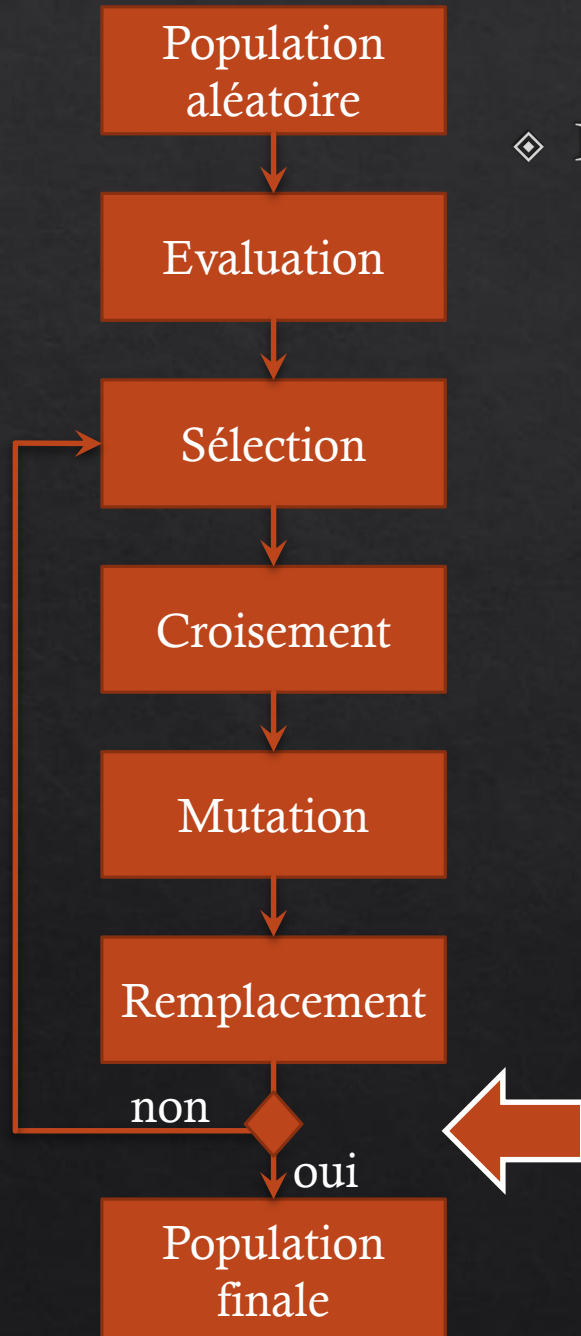 Population
aléatoire
Evaluation
Sélection
Croisement
Mutation
Remplacement
non
oui
Population
finale